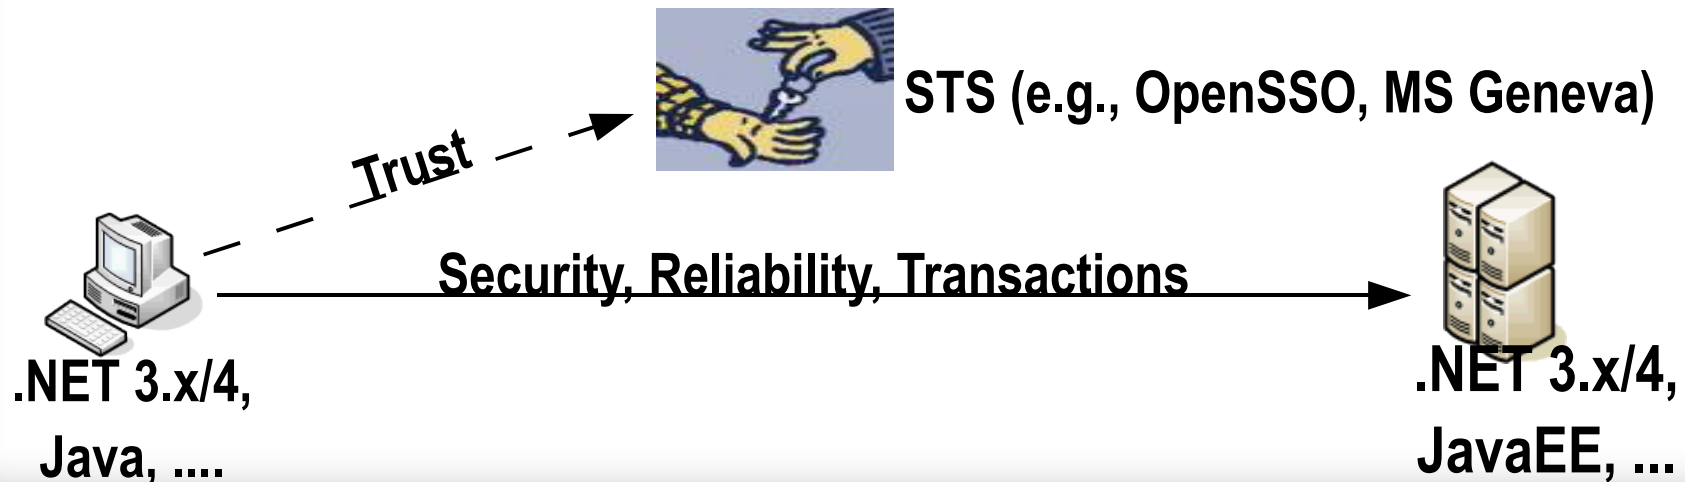 STS (e.g., OpenSSO, MS Geneva)
Trust
Security, Reliability, Transactions
.NET 3.x/4,
Java, ....
.NET 3.x/4,
JavaEE, ...